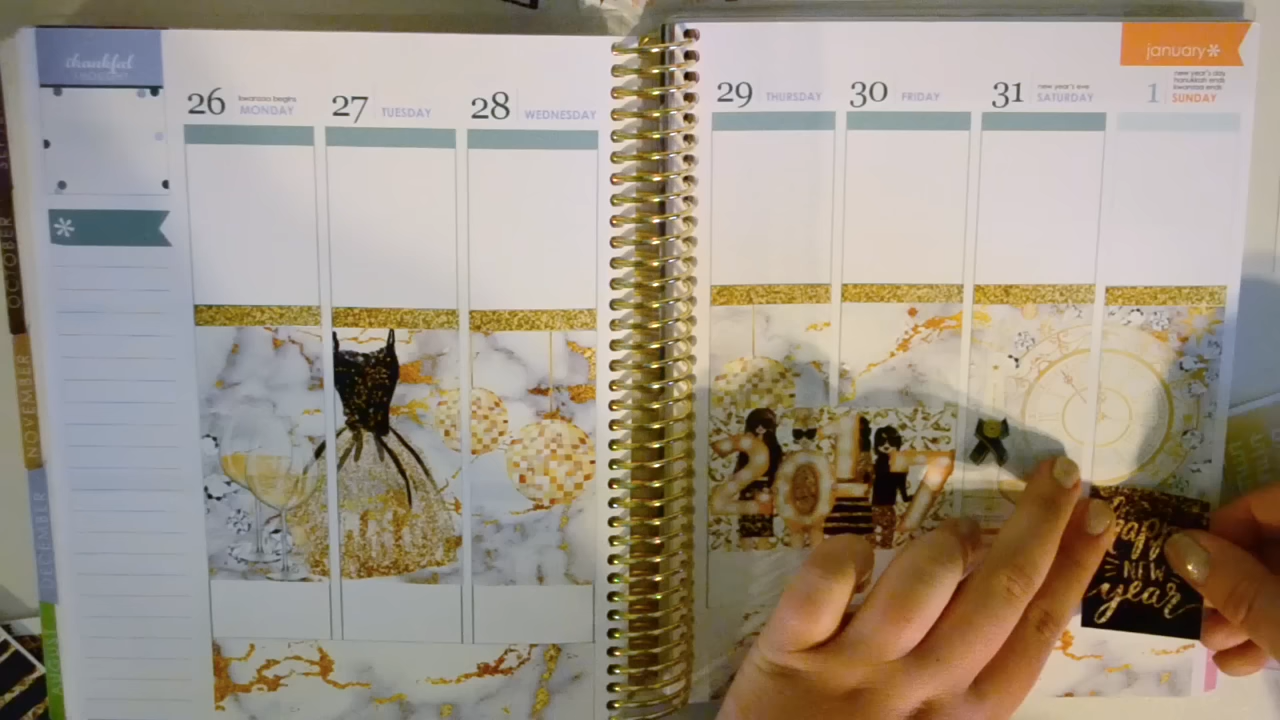 thankful
26
kwanzaa begins
MONDAY
27
TUESDAY
28
WEDNESDAY
29
THURSDAY
30
FRIDAY
31
new year's eve
SATURDAY
1
new year's day
hanukkah ends
kwanzaa ends
SUNDAY
january*
*
2017
happy
NEW
year
OCTOBER
NOVEMBER
DECEMBER
AUGUST